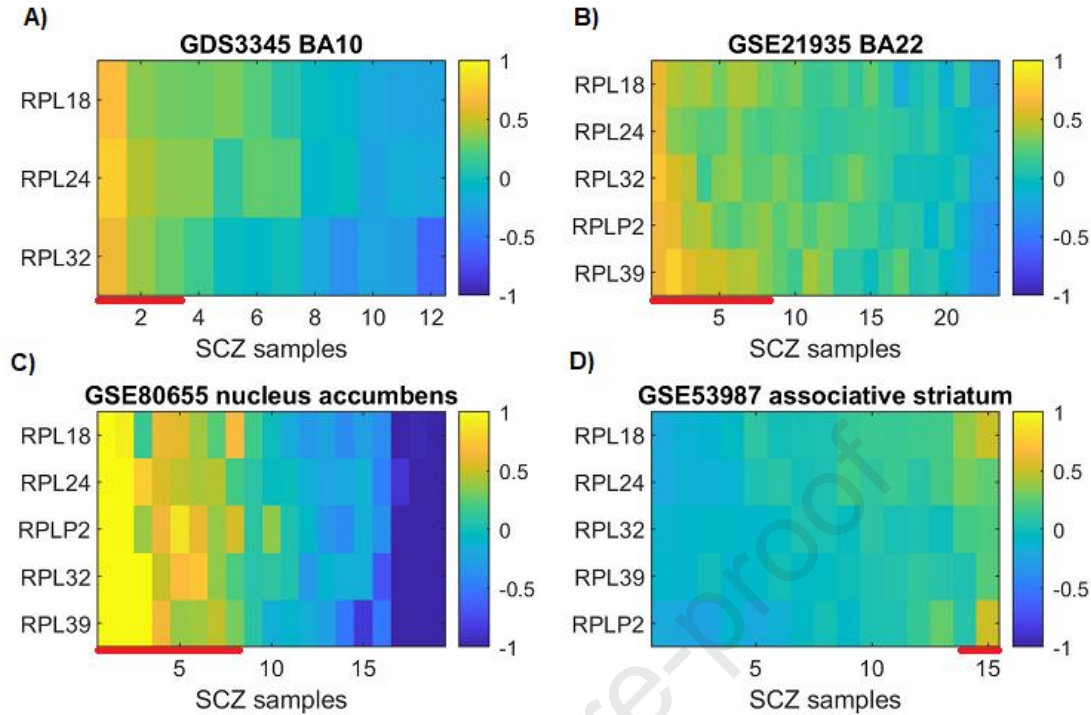 A)
GDS3345 BA10
RPL18
RPL24
RPL32
1
0.5
0
-0.5
-1
2 4 6 8 10 12
SCZ samples
B)
GSE21935 BA22
RPL18
RPL24
RPL32
RPLP2
RPL39
1
0.5
0
-0.5
-1
5 10 15 20
SCZ samples
C)
GSE80655 nucleus accumbens
RPL18
RPL24
RPLP2
RPL32
RPL39
1
0.5
0
-0.5
-1
5 10 15
SCZ samples
D)
GSE53987 associative striatum
RPL18
RPL24
RPL32
RPL39
RPLP2
1
0.5
0
-0.5
-1
5 10 15
SCZ samples
re-proof